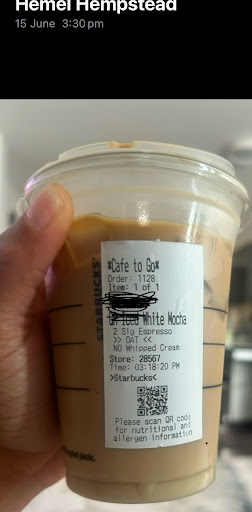 Hemel Hempstead
15 June 3:30 pm
STARBUCKS
*Cafe to Go*
Order: 1128
Item: 1 of 1
Gr Iced White Mocha
2 Sig Espresso
>> OAT <<
NO Whipped Cream
Store: 28567
Time: 03:18:20 PM
>Starbucks<
Please scan QR code
for nutritional and
allergen information